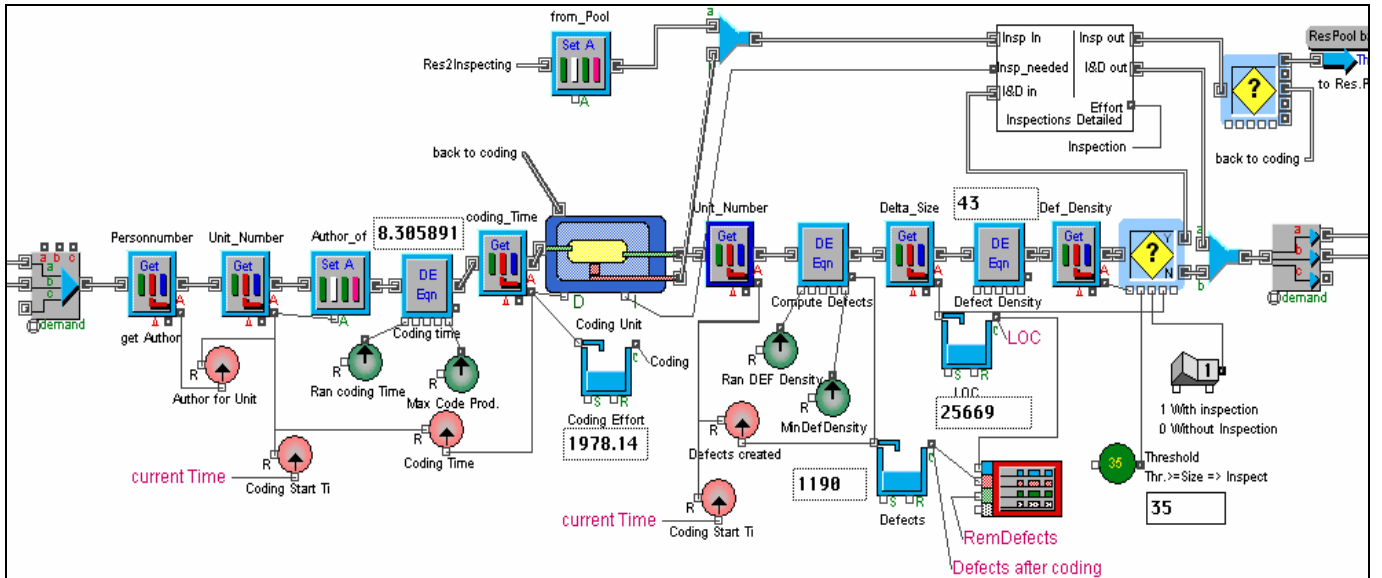 from_Pool
Set A
a
Res2Inspecting
A
Insp In
Insp out
Insp_needed
I&D out
I&D in
Effort
Inspections Detailed
Inspection
ResPool ba
Th
to Res.P
?
back to coding
back to coding
Personnumber
Unit_Number
Author_of
8.305891
coding_Time
Unit_Number
Delta_Size
43
Def_Density
a b c
a
b
c
demand
Get
A
get Author
Get
A
Set A
A
DE
Eqn
Coding time
Get
A
D
I
Coding Unit
Get
A
DE
Eqn
Compute Defects
Get
A
DE
Eqn
Defect Density
Get
A
?
Y
N
a
b
a
b
c
demand
R
Author for Unit
R
Ran coding Time
R
Max Code Prod.
C
Coding
S
R
Coding Effort
1978.14
R
Ran DEF Density
R
MinDefDensity
C
LOC
S
R
LOC
25669
1
1 With inspection
0 Without Inspection
R
Coding Time
current Time
R
Coding Start Ti
R
Defects created
1190
C
S
R
Defects
35
Threshold
Thr.>=Size => Inspect
35
current Time
R
Coding Start Ti
RemDefects
Defects after coding